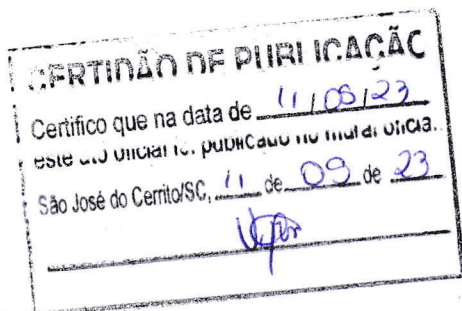 CERTIDÃO DE PUBLICAÇÃO
Certifico que na data de 11/09/23
este ato oficial foi publicado no mural oficial.
São José do Cerrito/SC, 11 de 09 de 23